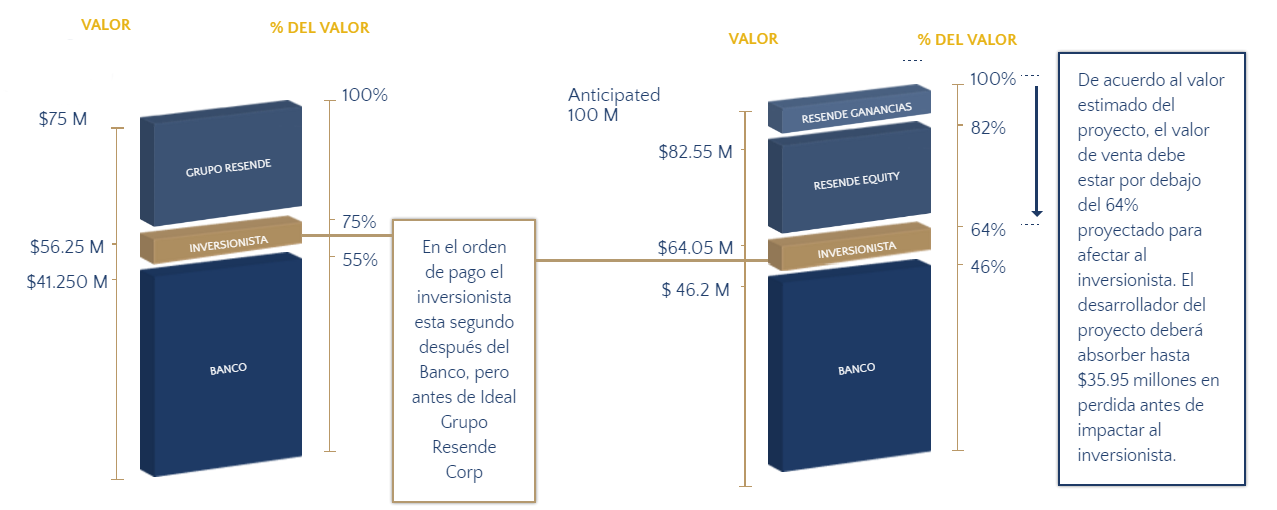 VALOR
% DEL VALOR
$75 M
$56.25 M
$41.250 M
GRUPO RESENDE
INVERSIONISTA
BANCO
100%
75%
55%
En el orden
de pago el
inversionista
esta segundo
después del
Banco, pero
antes de Ideal
Grupo
Resende
Corp
VALOR
% DEL VALOR
Anticipated
100 M
$82.55 M
$64.05 M
$ 46.2 M
RESENDE GANANCIAS
RESENDE EQUITY
INVERSIONISTA
BANCO
100%
82%
64%
46%
De acuerdo al valor
estimado del
proyecto, el valor
de venta debe
estar por debajo
del 64%
proyectado para
afectar al
inversionista. El
desarrollador del
proyecto deberá
absorber hasta
$35.95 millones en
perdida antes de
impactar al
inversionista.